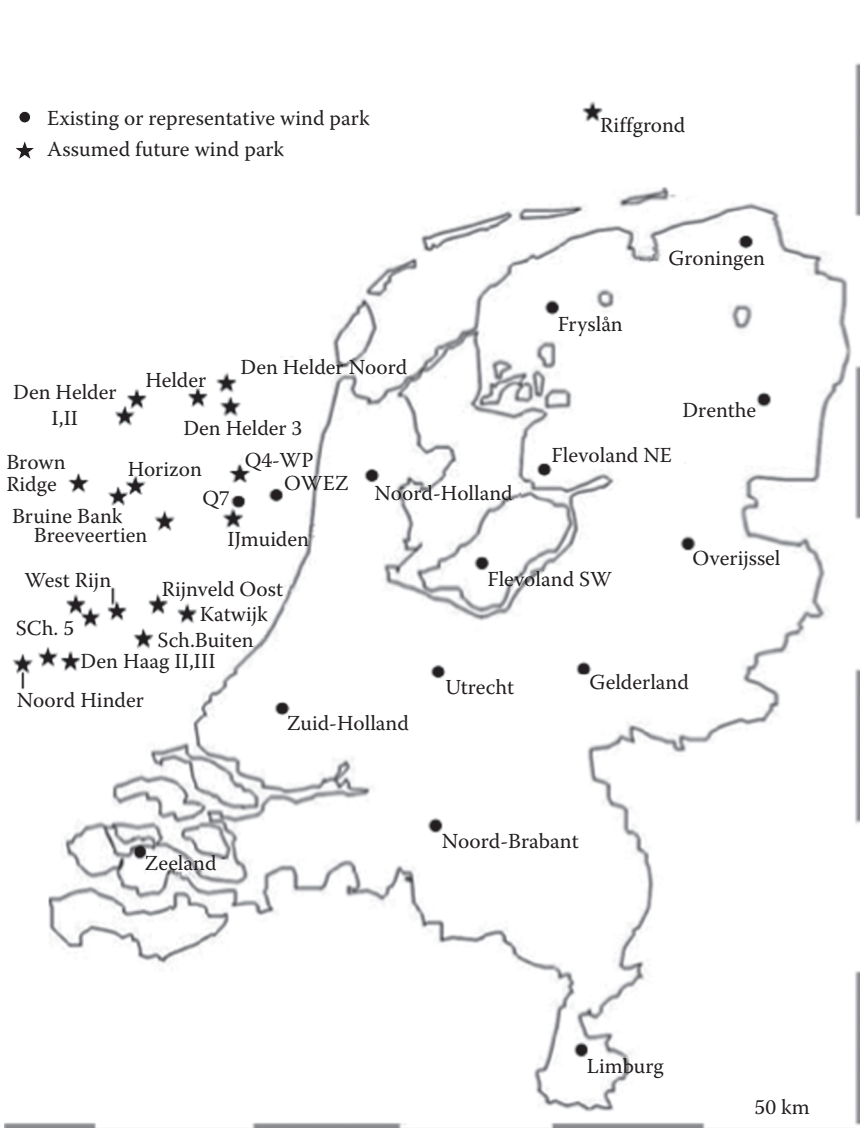 Existing or representative wind park
Assumed future wind park
Riffgrond
Groningen
Fryslån
Den Helder Noord
Helder
Den Helder
I,II
Den Helder 3
Drenthe
Flevoland NE
Brown
Ridge
Horizon
Q4-WP
OWEZ
Q7
Noord-Holland
Bruine Bank
Breeveertien
IJmuiden
Overijssel
Flevoland SW
West Rijn
Rijnveld Oost
Katwijk
SCh. 5
Sch.Buiten
Den Haag II,III
Noord Hinder
Utrecht
Gelderland
Zuid-Holland
Noord-Brabant
Zeeland
Limburg
50 km